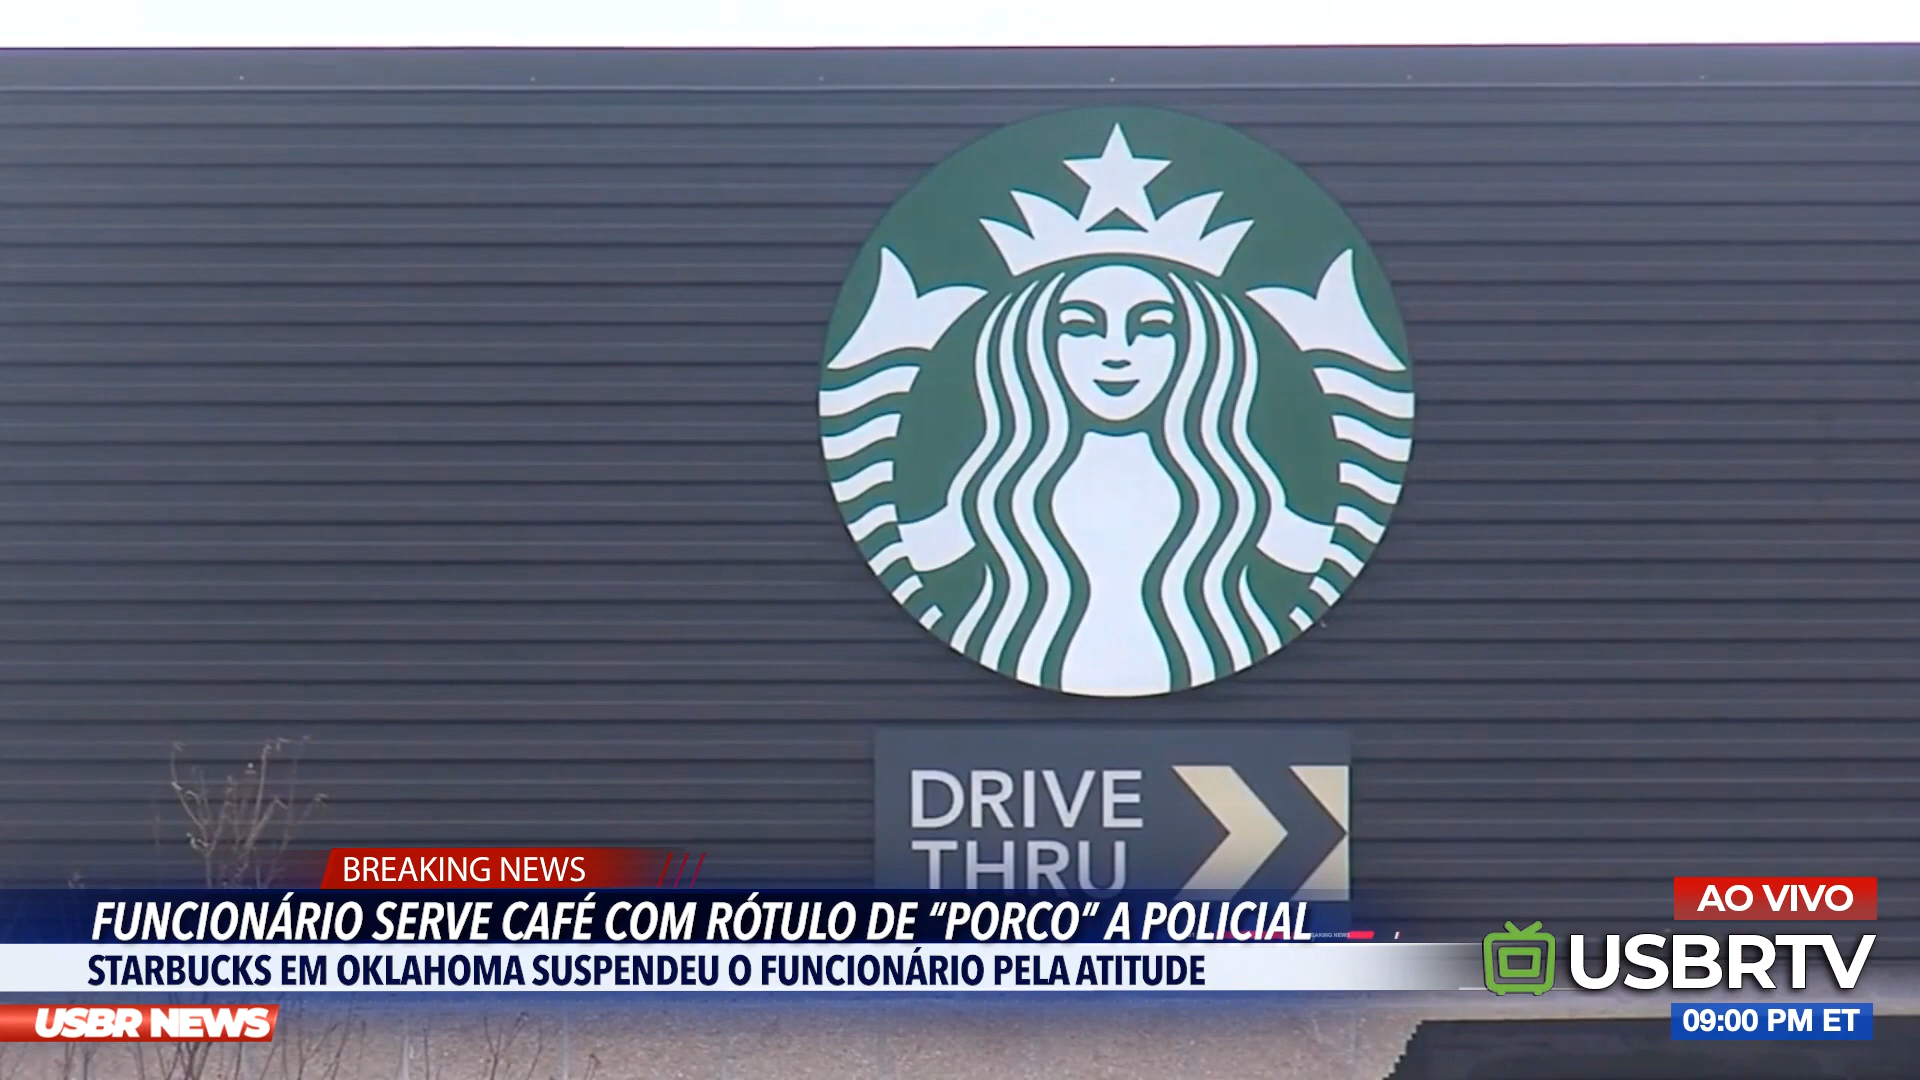 DRIVE
THRU
BREAKING NEWS
FUNCIONÁRIO SERVE CAFÉ COM RÓTULO DE “PORCO“ A POLICIAL
STARBUCKS EM OKLAHOMA SUSPENDEU O FUNCIONÁRIO PELA ATITUDE
USBR NEWS
AO VIVO
USBRTV
09:00 PM ET